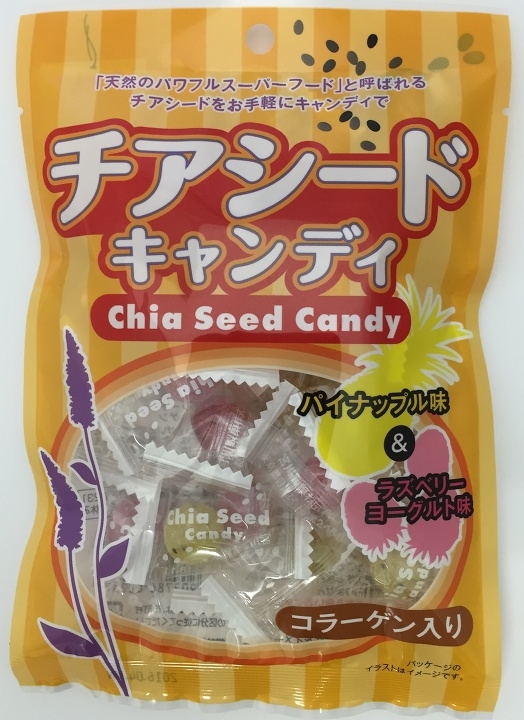 「天然のパワフルスーパーフード」と呼ばれる
チアシードをお手軽にキャンディで
チアシード
キャンディ
Chia Seed Candy
パイナップル味
&
ラズベリー
ヨーグルト味
Chia Seed
Candy
Chia Seed
Candy
コラーゲン入り
パッケージの
イラストはイメージです。